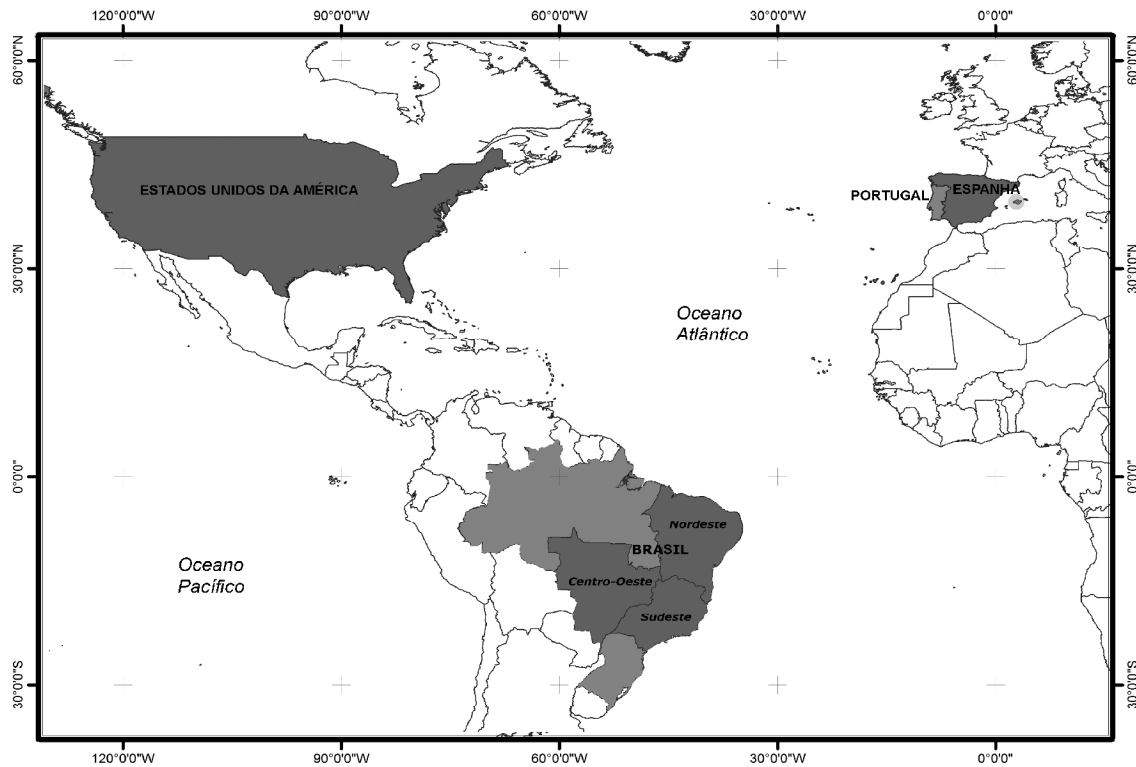 120°0'0"W 90°0'0"W 60°0'0"W 30°0'0"W 0°0'0"
60°0'0"N 60°0'0"N
ESTADOS UNIDOS DA AMÉRICA
PORTUGAL ESPANHA
30°0'0"N 30°0'0"N
Oceano
Atlântico
0°0'0" 0°0'0"
Nordeste
BRASIL
Oceano
Pacífico
Centro-Oeste
Sudeste
30°0'0"S 30°0'0"S
120°0'0"W 90°0'0"W 60°0'0"W 30°0'0"W 0°0'0"